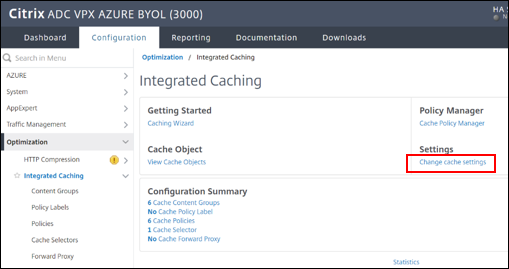 Citrix ADC VPX AZURE BYOL (3000)
HA S
Dashboard Configuration Reporting Documentation Downloads
Search in Menu
AZURE
System
AppExpert
Traffic Management
Optimization
HTTP Compression
Integrated Caching
Content Groups
Policy Labels
Policies
Cache Selectors
Forward Proxy
Optimization / Integrated Caching
Integrated Caching
Getting Started
Caching Wizard
Policy Manager
Cache Policy Manager
Cache Object
View Cache Objects
Settings
Change cache settings
Configuration Summary
6 Cache Content Groups
No Cache Policy Label
6 Cache Policies
1 Cache Selector
No Cache Forward Proxy
Statistics